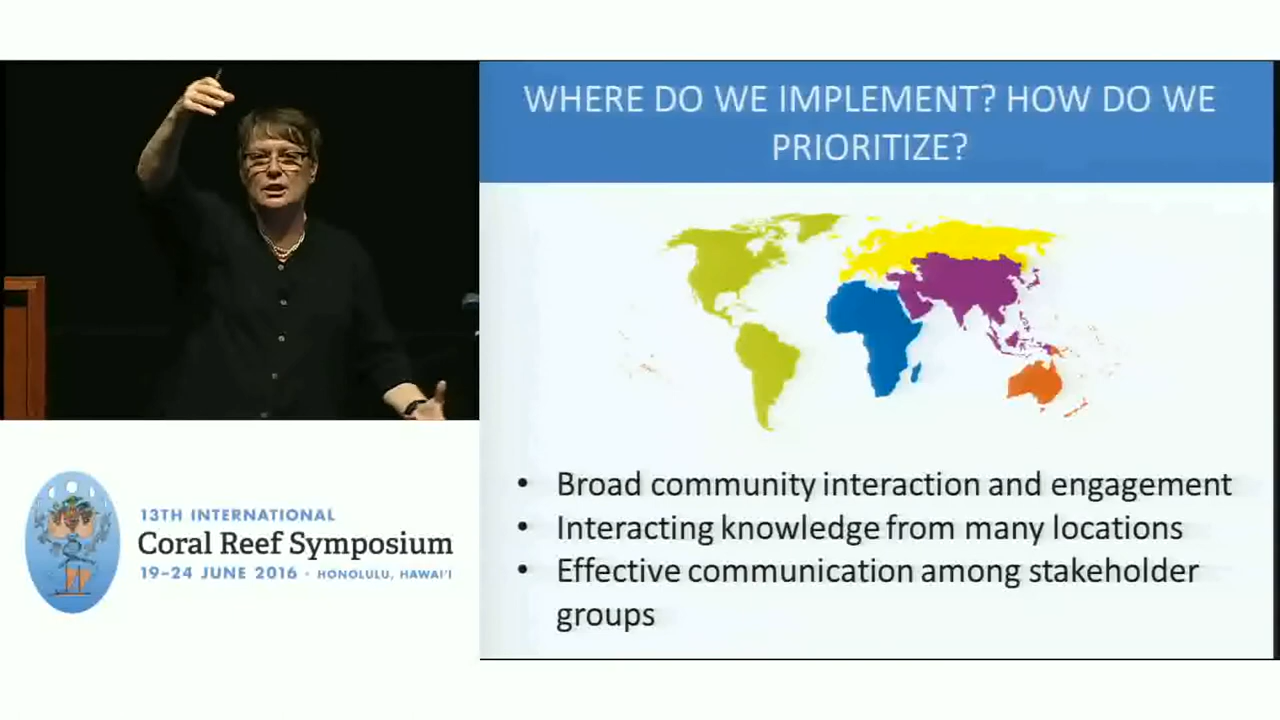 WHERE DO WE IMPLEMENT? HOW DO WE
PRIORITIZE?
• Broad community interaction and engagement
• Interacting knowledge from many locations
• Effective communication among stakeholder
groups
13TH INTERNATIONAL
Coral Reef Symposium
19–24 JUNE 2016 · HONOLULU, HAWAI'I